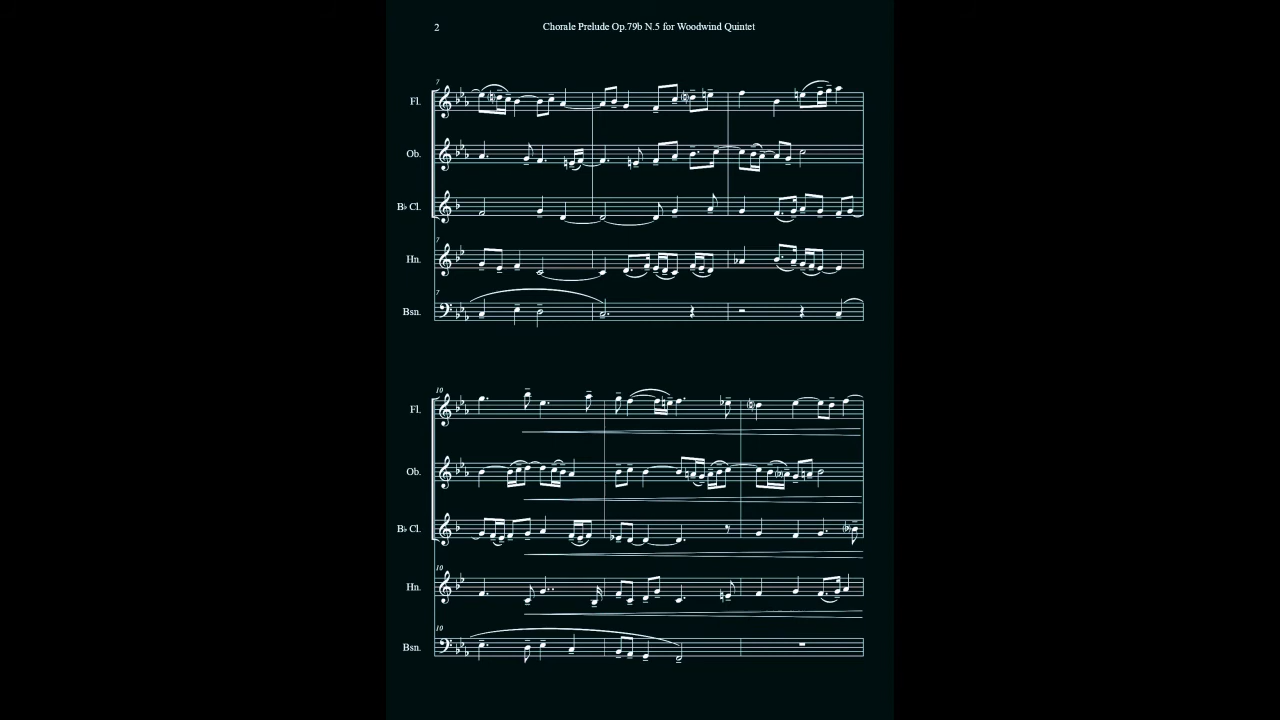 2
Chorale Prelude Op.79b N.5 for Woodwind Quintet
7
Fl.
Ob.
B♭ Cl.
7
Hn.
7
Bsn.
10
Fl.
Ob.
B♭ Cl.
10
Hn.
10
Bsn.